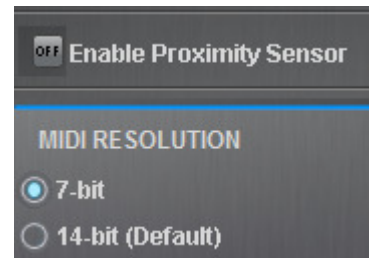 OFF Enable Proximity Sensor
MIDI RESOLUTION
7-bit
14-bit (Default)